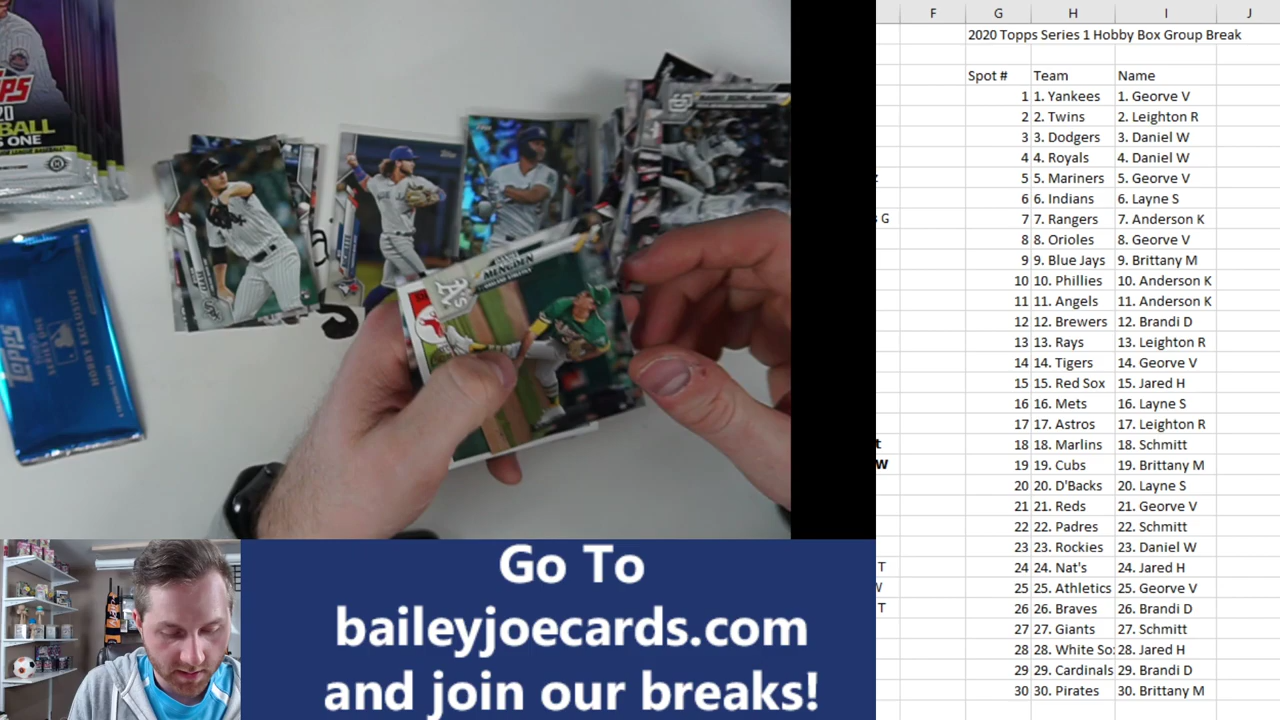 F G H I J
2020 Topps Series 1 Hobby Box Group Break
Spot # Team Name
1 1. Yankees 1. Georve V
2 2. Twins 2. Leighton R
3 3. Dodgers 3. Daniel W
4 4. Royals 4. Daniel W
5 5. Mariners 5. Georve V
6 6. Indians 6. Layne S
G 7 7. Rangers 7. Anderson K
8 8. Orioles 8. Georve V
9 9. Blue Jays 9. Brittany M
10 10. Phillies 10. Anderson K
11 11. Angels 11. Anderson K
12 12. Brewers 12. Brandi D
13 13. Rays 13. Leighton R
14 14. Tigers 14. Georve V
15 15. Red Sox 15. Jared H
16 16. Mets 16. Layne S
17 17. Astros 17. Leighton R
t 18 18. Marlins 18. Schmitt
W 19 19. Cubs 19. Brittany M
20 20. D'Backs 20. Layne S
21 21. Reds 21. Georve V
22 22. Padres 22. Schmitt
23 23. Rockies 23. Daniel W
T 24 24. Nat's 24. Jared H
25 25. Athletics 25. Georve V
T 26 26. Braves 26. Brandi D
27 27. Giants 27. Schmitt
28 28. White So 28. Jared H
29 29. Cardinals 29. Brandi D
30 30. Pirates 30. Brittany M
MENGDEN
A's
TOPPS
HOBBY EXCLUSIVE
Go To
baileyjoecards.com
and join our breaks!